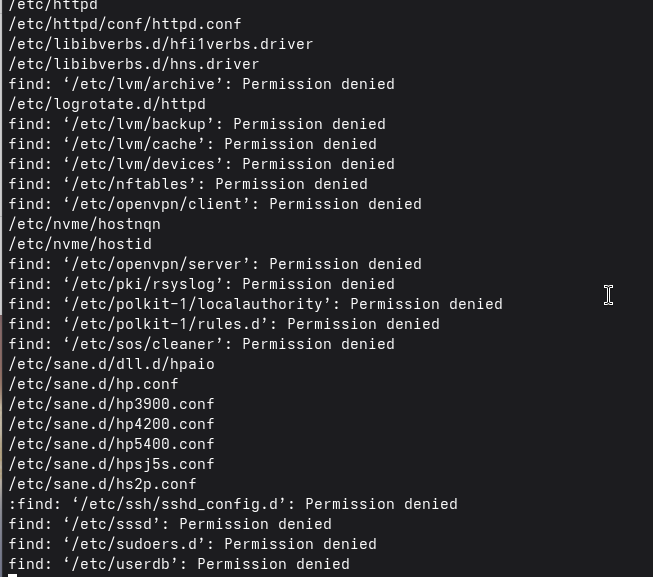 /etc/httpd
/etc/httpd/conf/httpd.conf
/etc/libibverbs.d/hfi1verbs.driver
/etc/libibverbs.d/hns.driver
find: ‘/etc/lvm/archive’: Permission denied
/etc/logrotate.d/httpd
find: ‘/etc/lvm/backup’: Permission denied
find: ‘/etc/lvm/cache’: Permission denied
find: ‘/etc/lvm/devices’: Permission denied
find: ‘/etc/nftables’: Permission denied
find: ‘/etc/openvpn/client’: Permission denied
/etc/nvme/hostnqn
/etc/nvme/hostid
find: ‘/etc/openvpn/server’: Permission denied
find: ‘/etc/pki/rsyslog’: Permission denied
find: ‘/etc/polkit-1/localauthority’: Permission denied
find: ‘/etc/polkit-1/rules.d’: Permission denied
find: ‘/etc/sos/cleaner’: Permission denied
/etc/sane.d/dll.d/hpaio
/etc/sane.d/hp.conf
/etc/sane.d/hp3900.conf
/etc/sane.d/hp4200.conf
/etc/sane.d/hp5400.conf
/etc/sane.d/hpsj5s.conf
/etc/sane.d/hs2p.conf
:find: ‘/etc/ssh/sshd_config.d’: Permission denied
find: ‘/etc/sssd’: Permission denied
find: ‘/etc/sudoers.d’: Permission denied
find: ‘/etc/userdb’: Permission denied